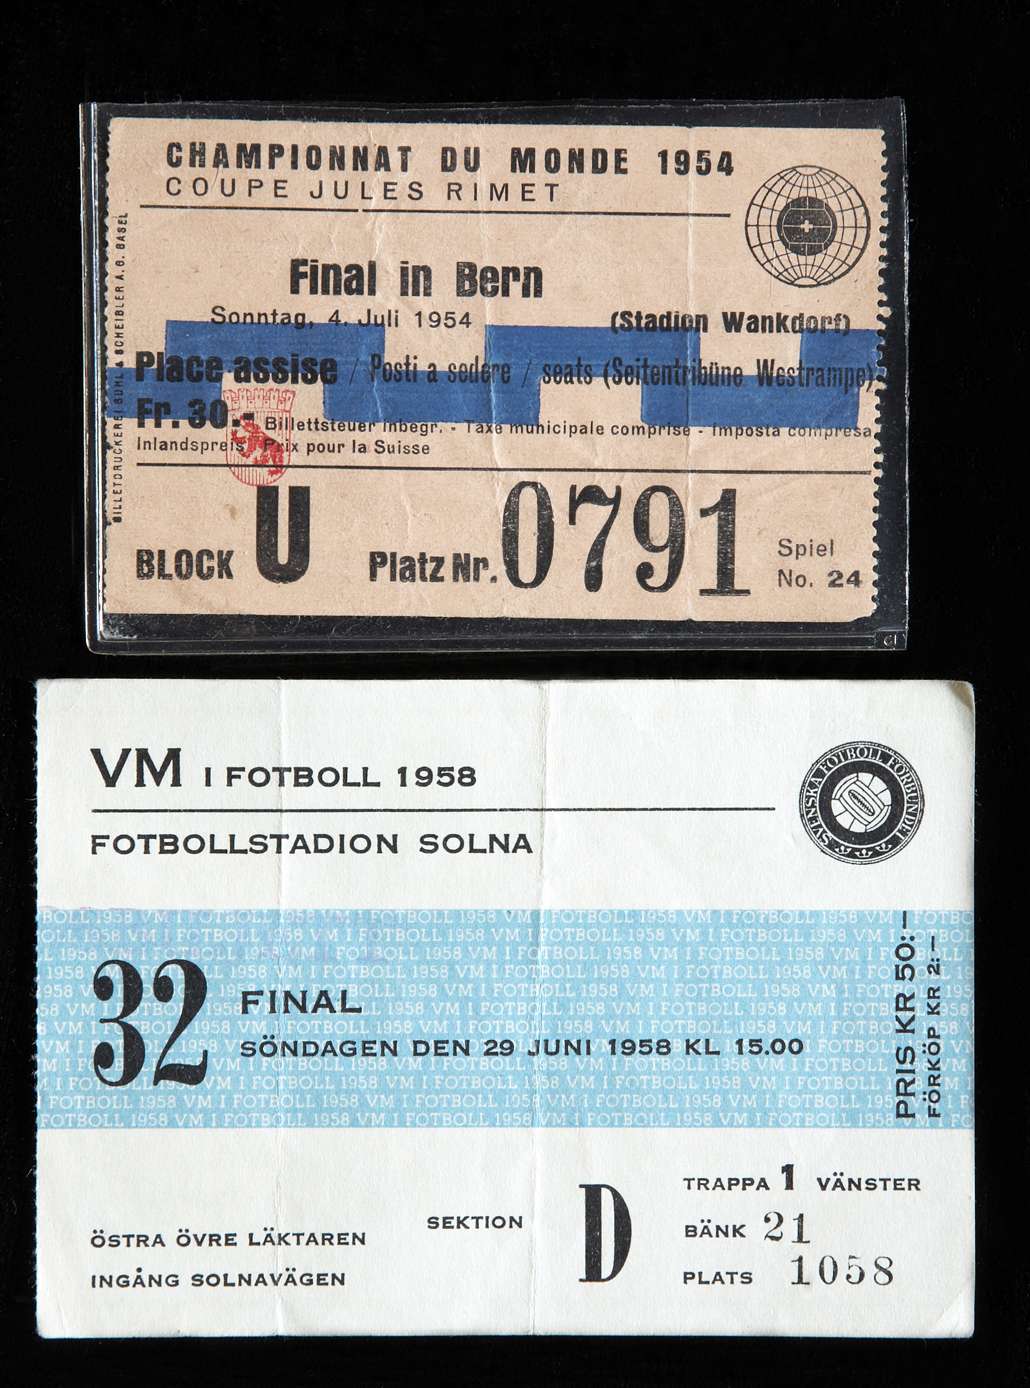 CHAMPIONNAT DU MONDE 1954
COUPE JULES RIMET
Final in Bern
Sonntag, 4. Juli 1954
(Stadion Wankdorf)
Place assise / Posti a sedere / seats (Seitentribüne Westrampe)
Fr. 30.- Billettsteuer inbegr. - Taxe municipale comprise - Imposta compresa
Inlandspreis Prix pour la Suisse
BLOCK U Platz Nr. 0791
Spiel
No. 24
BILLETDRUCKEREI BUHL & SCHEIBLER A.G. BASEL
VM I FOTBOLL 1958
FOTBOLLSTADION SOLNA
SVENSKA FOTBOLL FÖRBUNDET
32 FINAL
SÖNDAGEN DEN 29 JUNI 1958 KL 15.00
PRIS KR 50:—
FÖRKÖP KR 2:—
ÖSTRA ÖVRE LÄKTAREN
INGÅNG SOLNAVÄGEN
SEKTION D
TRAPPA 1 VÄNSTER
BÄNK 21
PLATS 1058